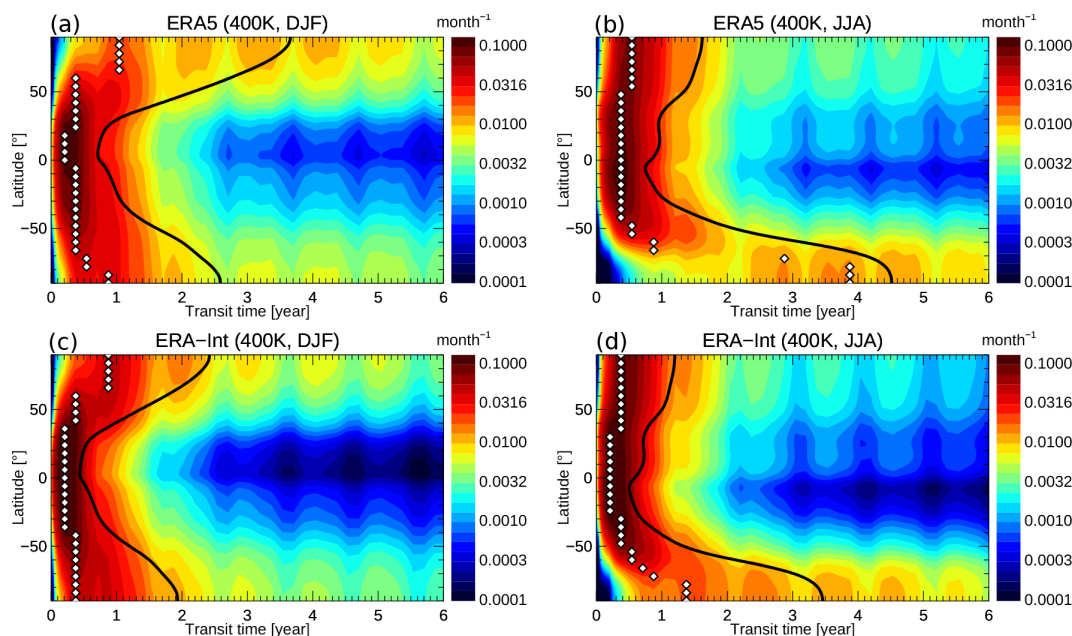 (a) ERA5 (400K, DJF) month⁻¹
Latitude [°]
50
0
−50
0 1 2 3 4 5 6
Transit time [year]
0.1000
0.0316
0.0100
0.0032
0.0010
0.0003
0.0001
(b) ERA5 (400K, JJA) month⁻¹
Latitude [°]
50
0
−50
0 1 2 3 4 5 6
Transit time [year]
0.1000
0.0316
0.0100
0.0032
0.0010
0.0003
0.0001
(c) ERA−Int (400K, DJF) month⁻¹
Latitude [°]
50
0
−50
0 1 2 3 4 5 6
Transit time [year]
0.1000
0.0316
0.0100
0.0032
0.0010
0.0003
0.0001
(d) ERA−Int (400K, JJA) month⁻¹
Latitude [°]
50
0
−50
0 1 2 3 4 5 6
Transit time [year]
0.1000
0.0316
0.0100
0.0032
0.0010
0.0003
0.0001